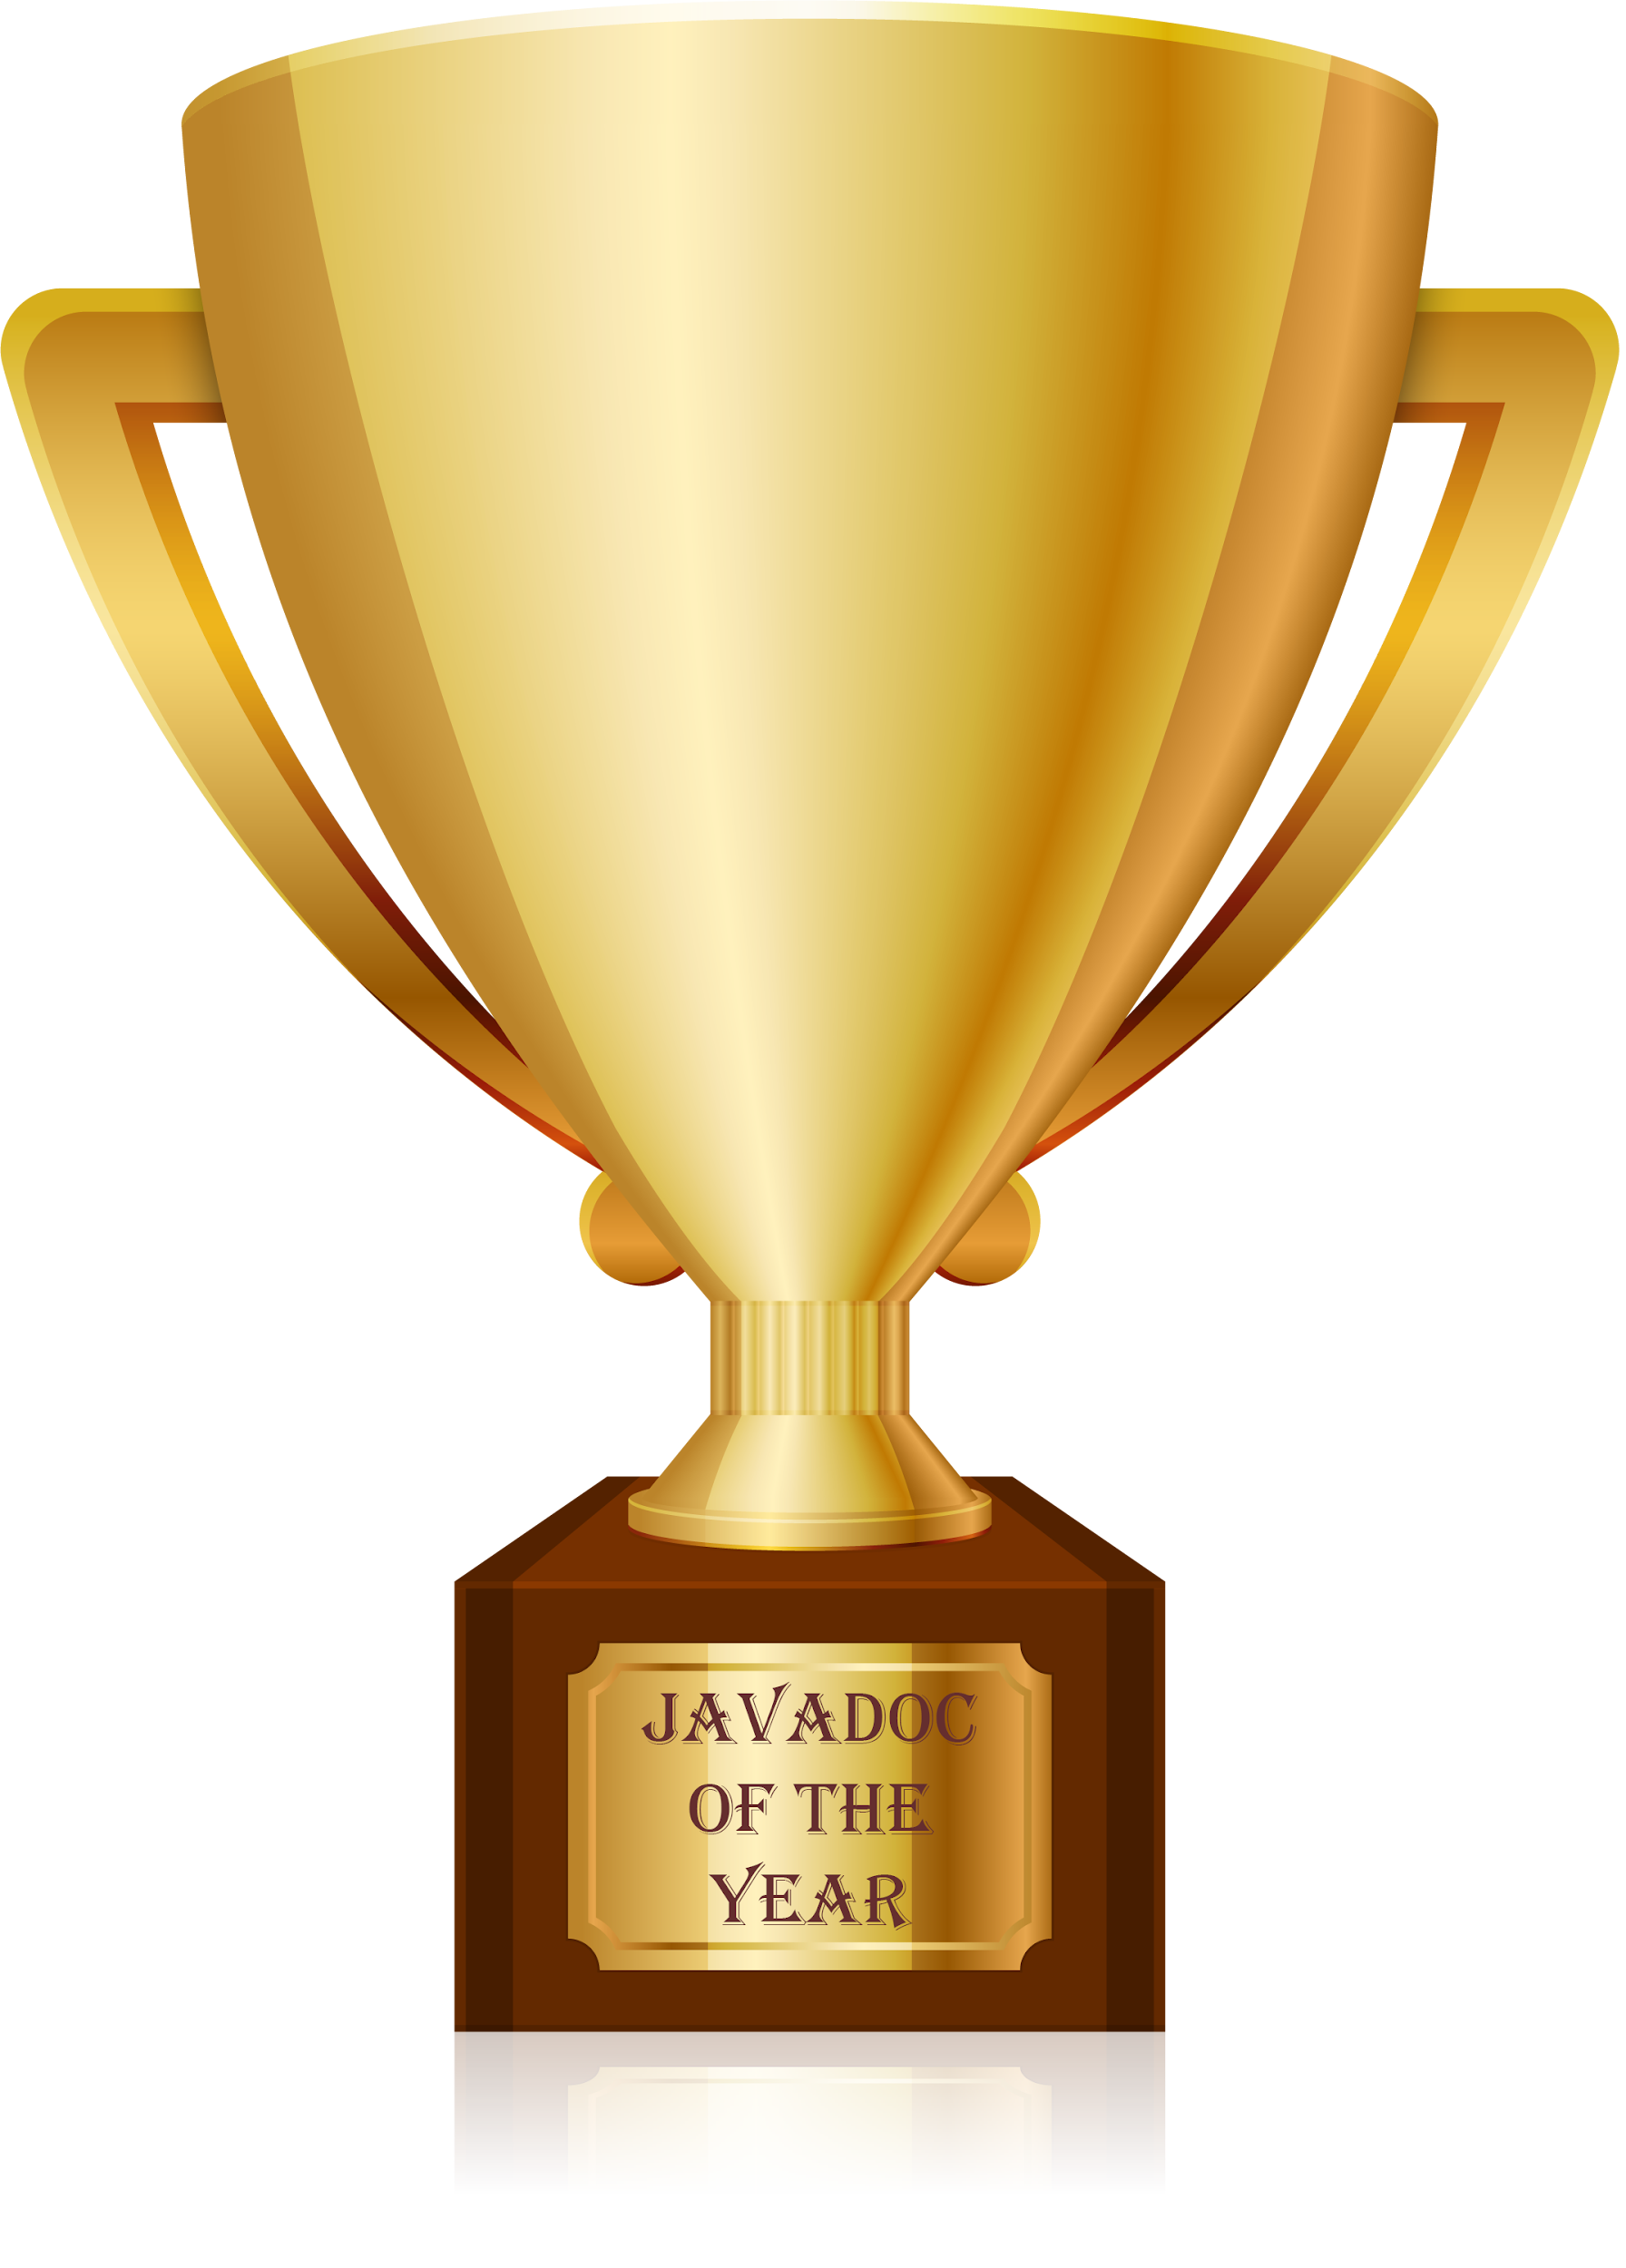 JAVADOC
OF THE
YEAR